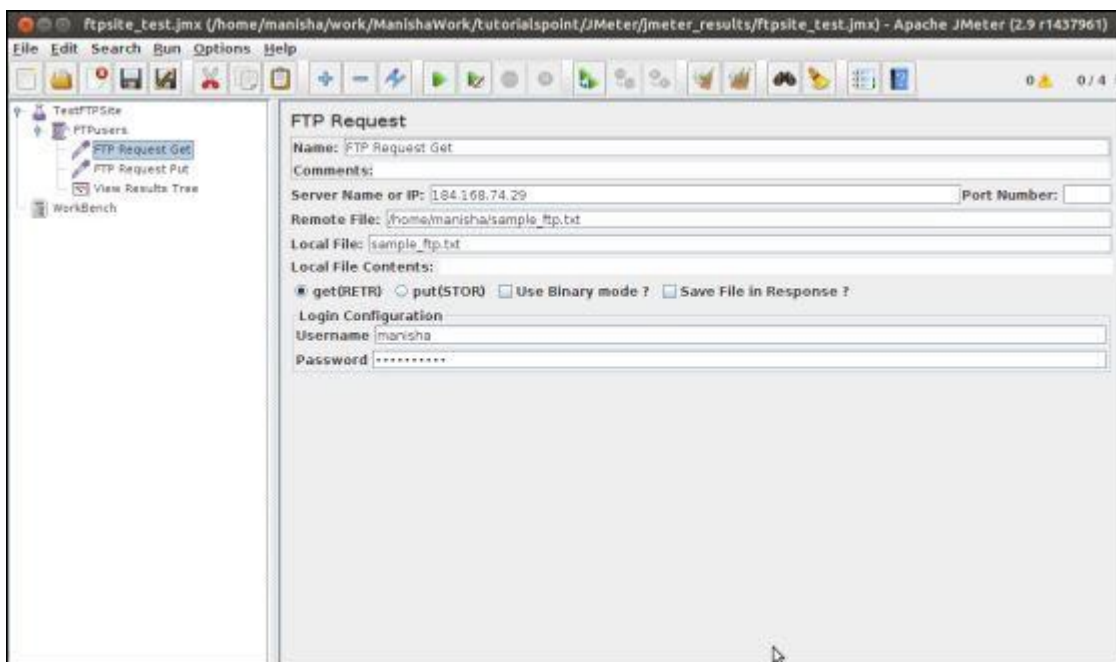 ftpsite_test.jmx (/home/manisha/work/ManishaWork/tutorialspoint/JMeter/jmeter_results/ftpsite_test.jmx) - Apache JMeter (2.9 r1437961)
File Edit Search Run Options Help
0 0/4
TestFTPSite
FTPusers
FTP Request Get
FTP Request Put
View Results Tree
WorkBench
FTP Request
Name: FTP Request Get
Comments:
Server Name or IP: 184.168.74.29 Port Number:
Remote File: /home/manisha/sample_ftp.txt
Local File: sample_ftp.txt
Local File Contents:
get(RETR) put(STOR) Use Binary mode ? Save File in Response ?
Login Configuration
Username manisha
Password ••••••••••